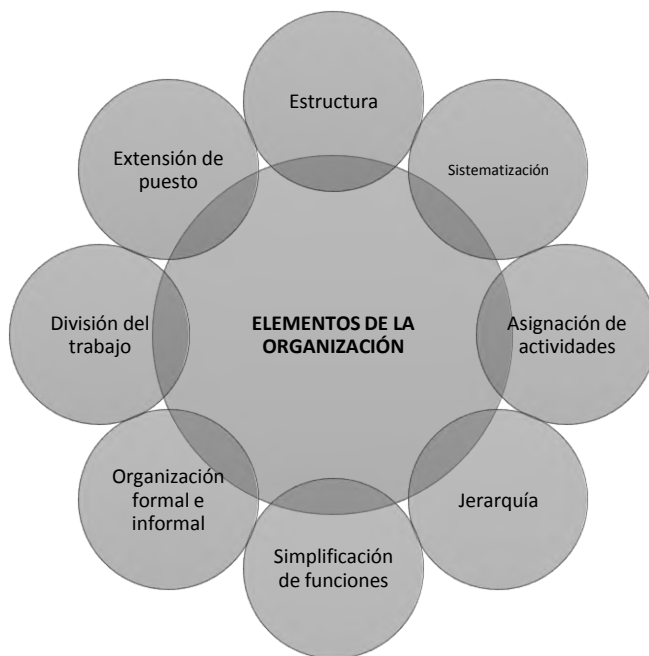 Estructura
Extensión de
puesto
Sistematización
División del
trabajo
ELEMENTOS DE LA
ORGANIZACIÓN
Asignación de
actividades
Organización
formal e
informal
Jerarquía
Simplificación
de funciones